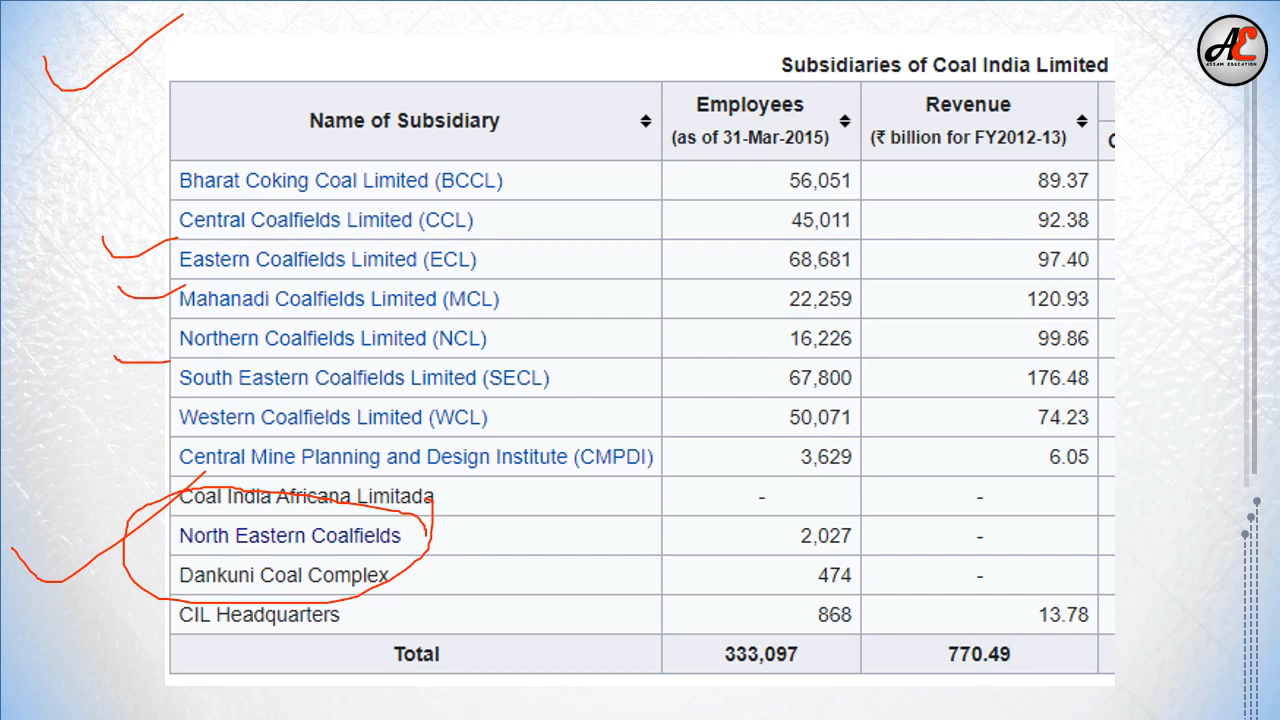 AE
ASSAM EDUCATION
Subsidiaries of Coal India Limited
Name of Subsidiary Employees (as of 31-Mar-2015) Revenue (₹ billion for FY2012-13)
Bharat Coking Coal Limited (BCCL) 56,051 89.37
Central Coalfields Limited (CCL) 45,011 92.38
Eastern Coalfields Limited (ECL) 68,681 97.40
Mahanadi Coalfields Limited (MCL) 22,259 120.93
Northern Coalfields Limited (NCL) 16,226 99.86
South Eastern Coalfields Limited (SECL) 67,800 176.48
Western Coalfields Limited (WCL) 50,071 74.23
Central Mine Planning and Design Institute (CMPDI) 3,629 6.05
Coal India Africana Limitada - -
North Eastern Coalfields 2,027 -
Dankuni Coal Complex 474 -
CIL Headquarters 868 13.78
Total 333,097 770.49